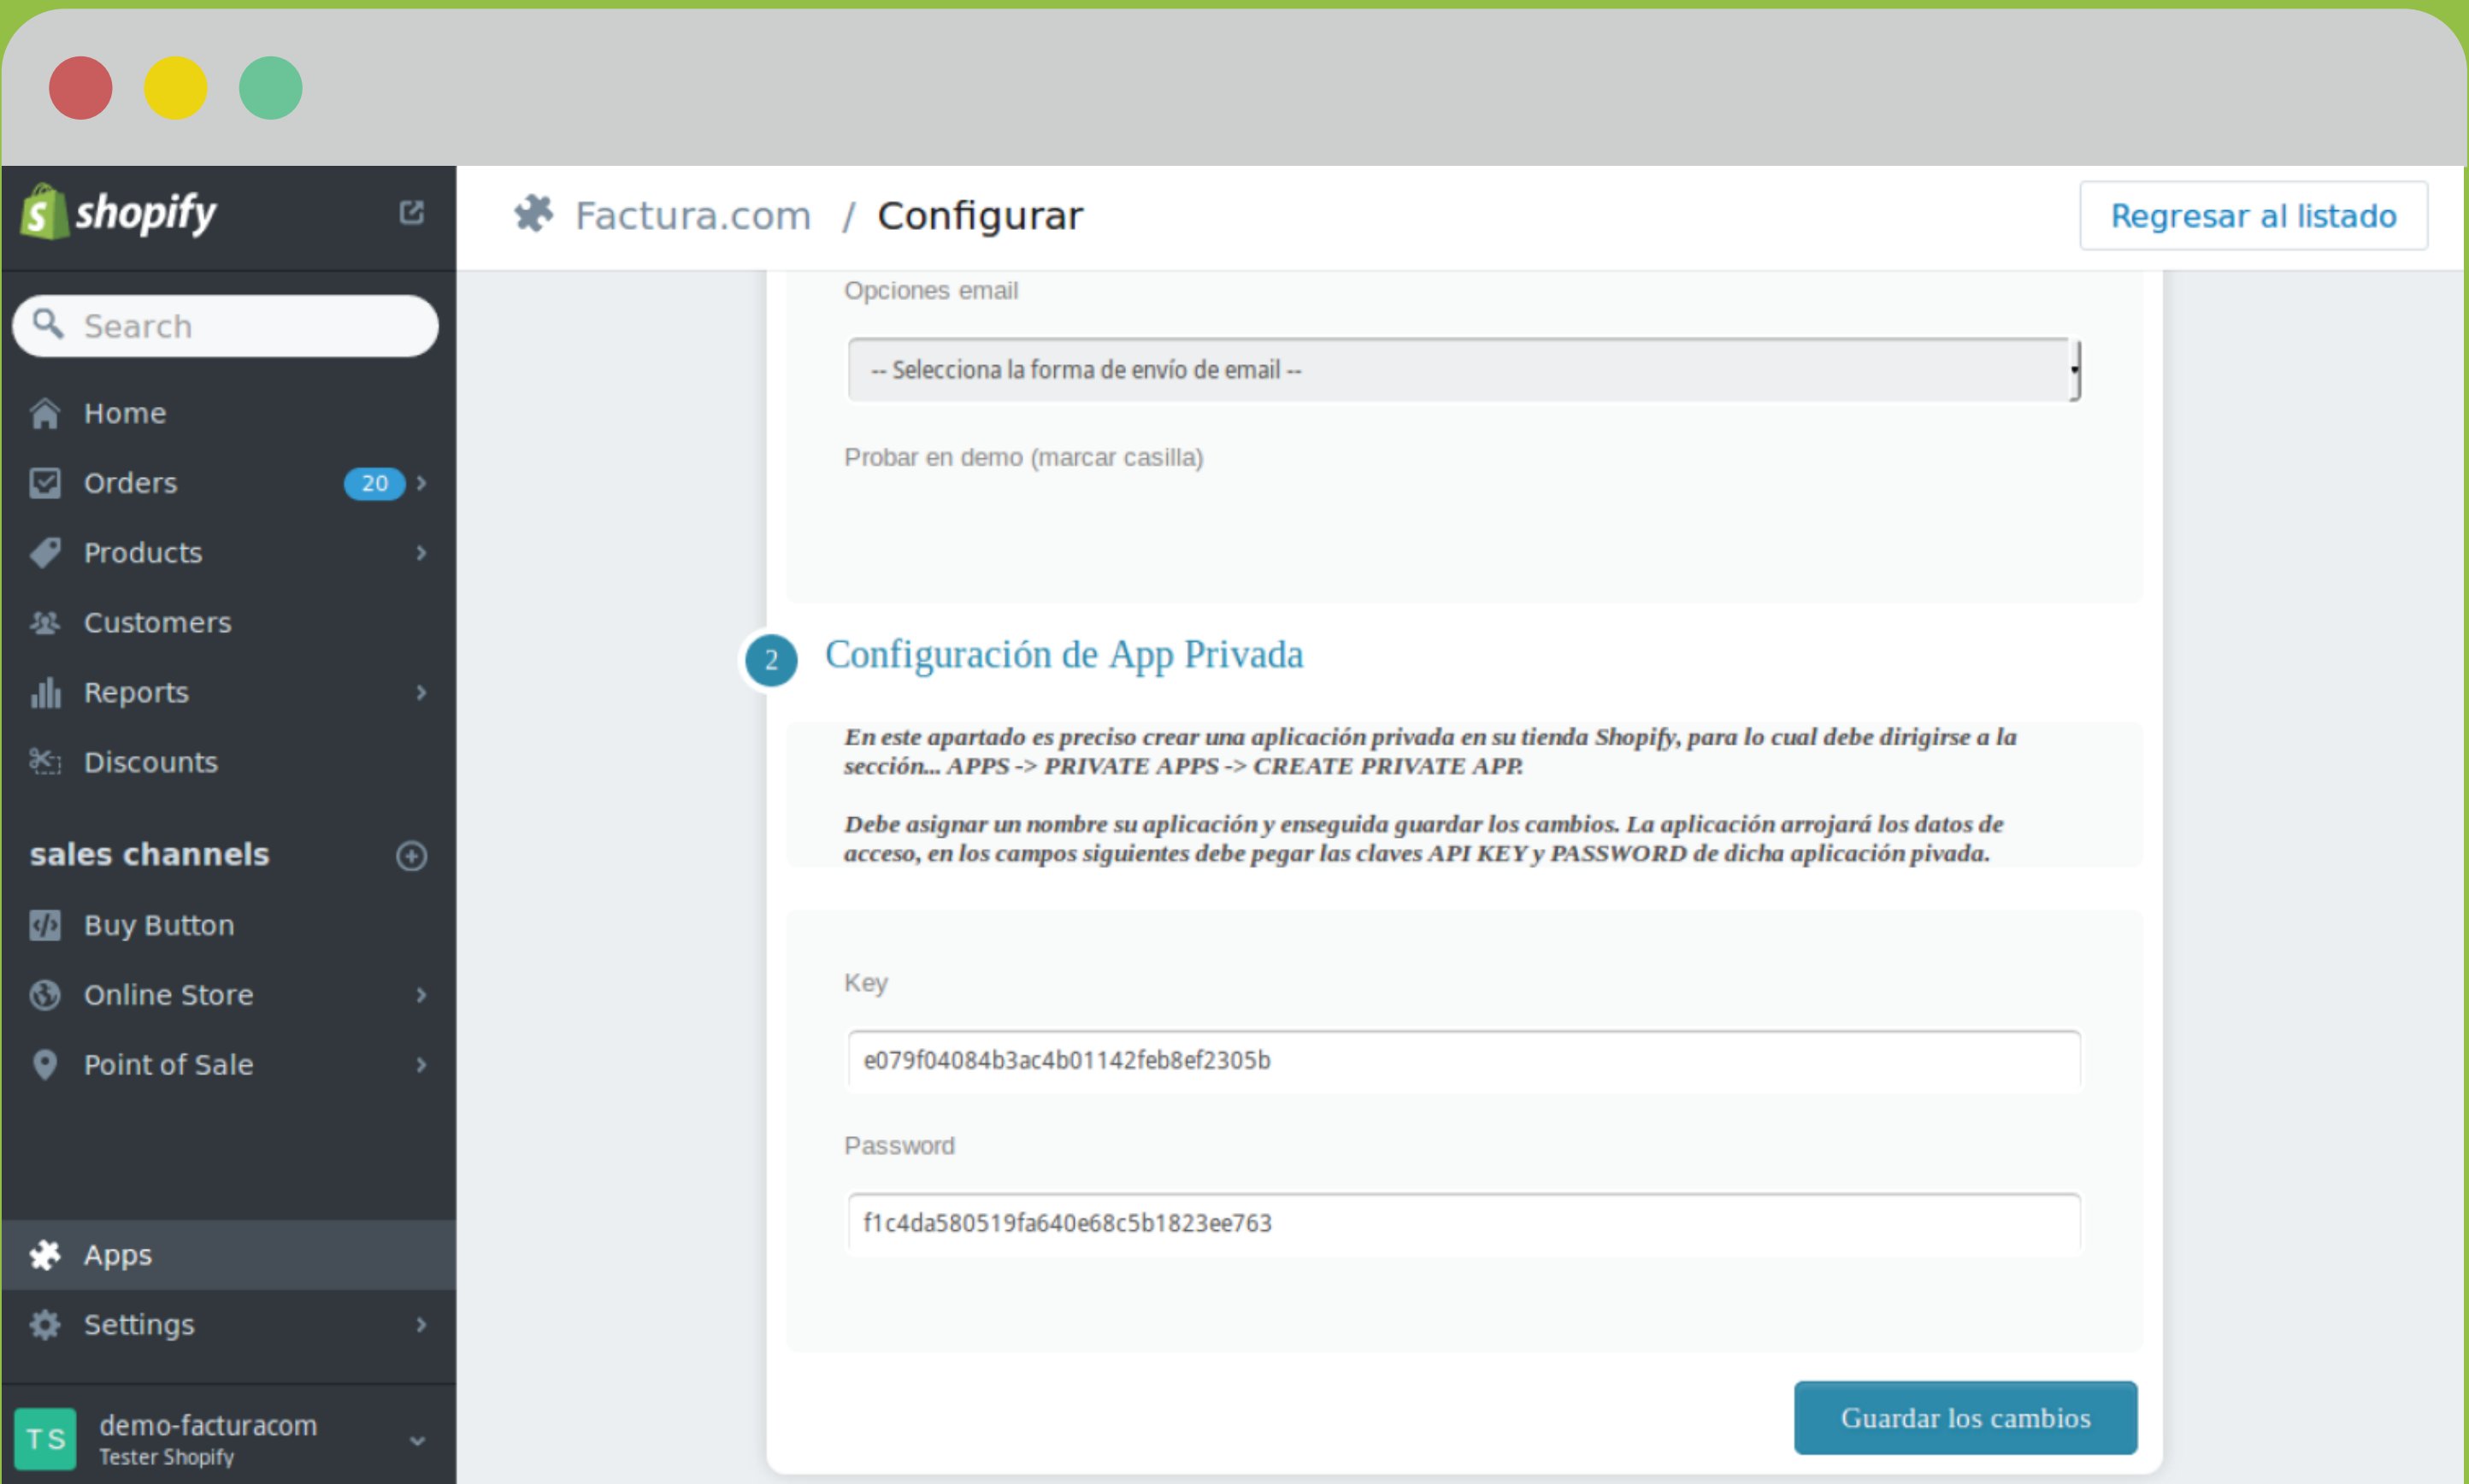 shopify
Search
Home
Orders 20
Products
Customers
Reports
Discounts
sales channels
Buy Button
Online Store
Point of Sale
Apps
Settings
TS
demo-facturacom
Tester Shopify
Factura.com / Configurar
Regresar al listado
Opciones email
-- Selecciona la forma de envío de email --
Probar en demo (marcar casilla)
2 Configuración de App Privada
En este apartado es preciso crear una aplicación privada en su tienda Shopify, para lo cual debe dirigirse a la
sección... APPS -> PRIVATE APPS -> CREATE PRIVATE APP.
Debe asignar un nombre su aplicación y enseguida guardar los cambios. La aplicación arrojará los datos de
acceso, en los campos siguientes debe pegar las claves API KEY y PASSWORD de dicha aplicación pivada.
Key
e079f04084b3ac4b01142feb8ef2305b
Password
f1c4da580519fa640e68c5b1823ee763
Guardar los cambios